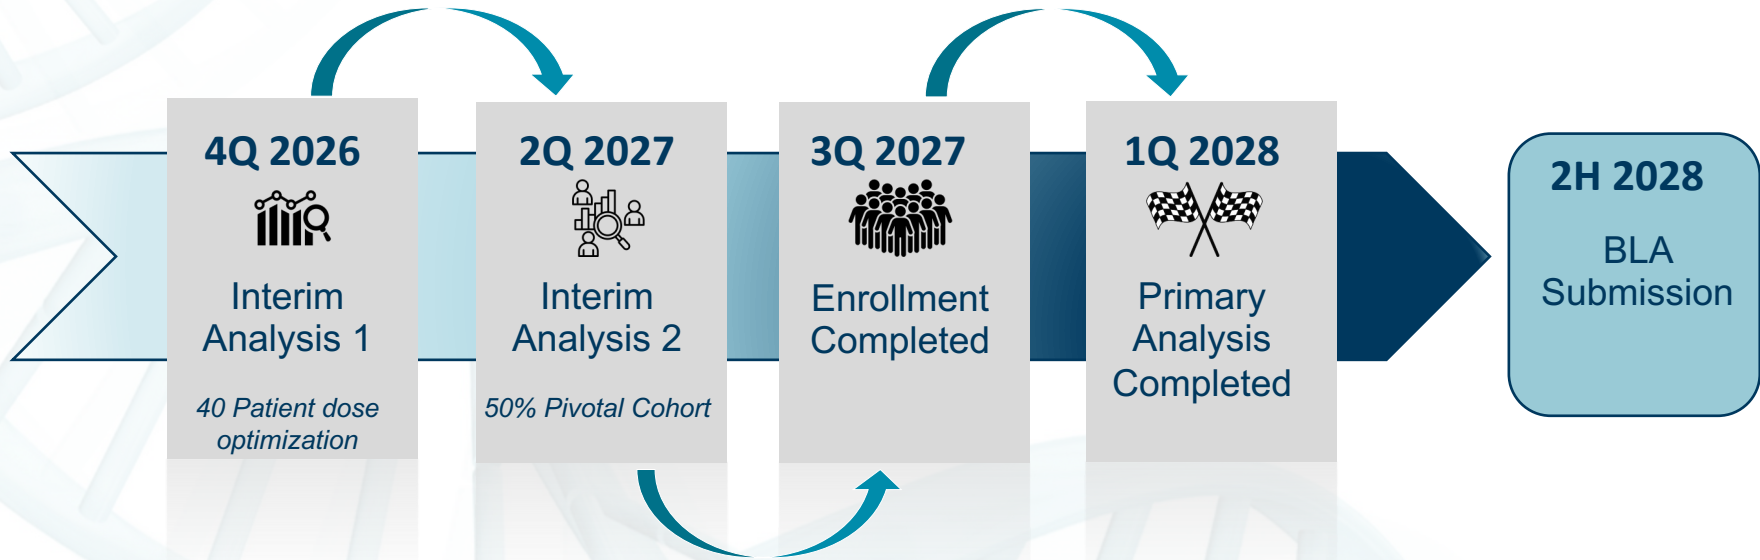 4Q 2026
Interim
Analysis 1
40 Patient dose
optimization
2Q 2027
Interim
Analysis 2
50% Pivotal Cohort
3Q 2027
Enrollment
Completed
1Q 2028
Primary
Analysis
Completed
2H 2028
BLA
Submission